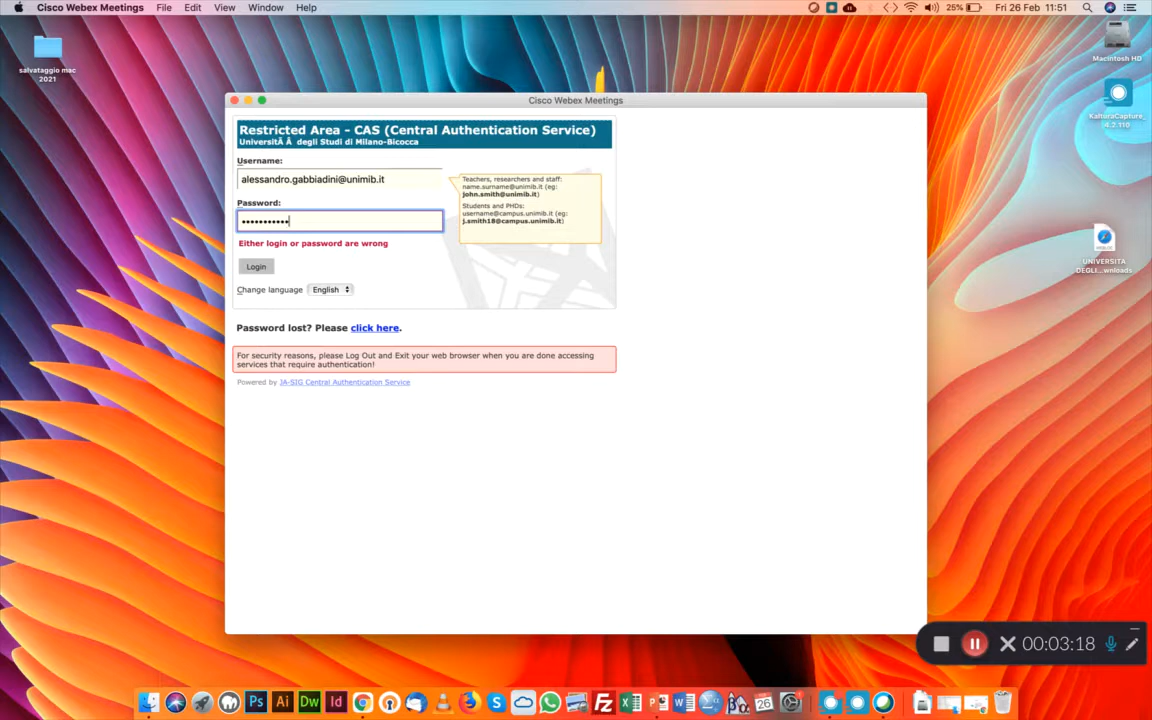 Cisco Webex Meetings File Edit View Window Help
25% Fri 26 Feb 11:51
salvataggio mac
2021
Macintosh HD
KalturaCapture_
4.2.110
UNIVERSITA
DEGLI...wnloads
Cisco Webex Meetings
Restricted Area - CAS (Central Authentication Service)
UniversitÃ Â degli Studi di Milano-Bicocca
Username:
alessandro.gabbiadini@unimib.it
Password:
Either login or password are wrong
Login
Change language English
Teachers, researchers and staff:
name.surname@unimib.it (eg:
john.smith@unimib.it)
Students and PHDs:
username@campus.unimib.it (eg:
j.smith18@campus.unimib.it)
Password lost? Please click here.
For security reasons, please Log Out and Exit your web browser when you are done accessing
services that require authentication!
Powered by JA-SIG Central Authentication Service
00:03:18
Ps Ai Dw Id
26